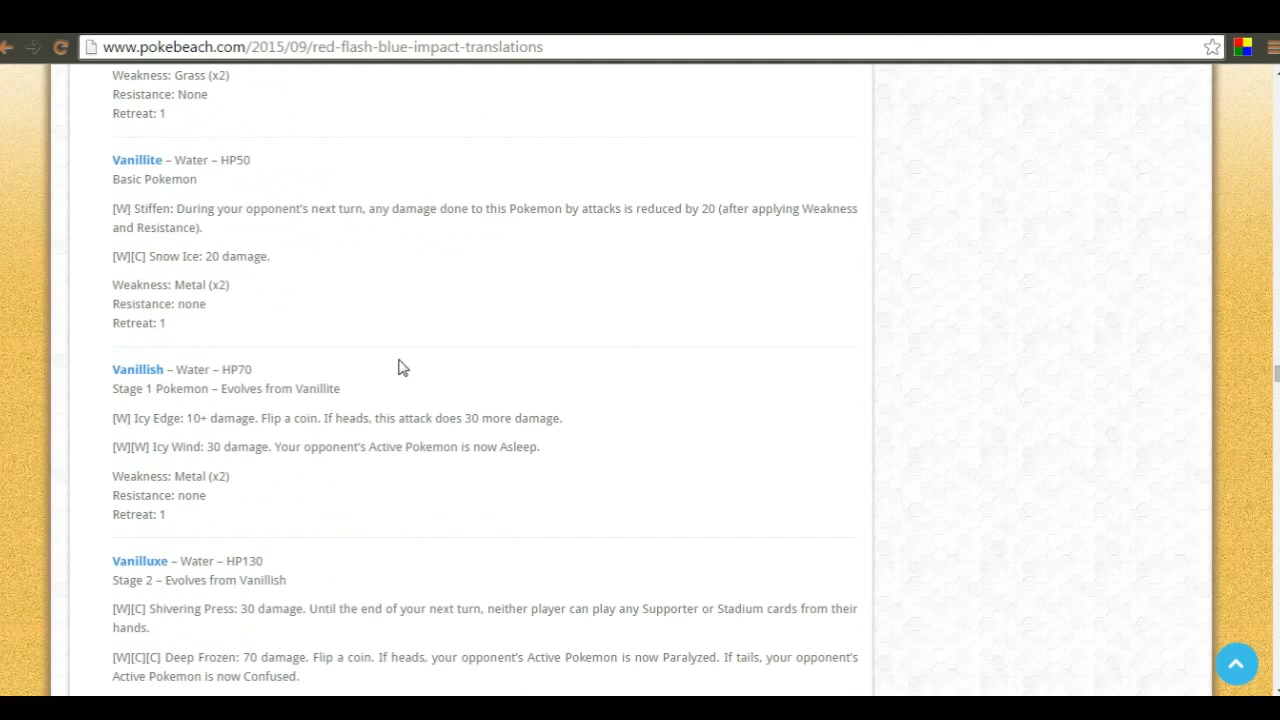 www.pokebeach.com/2015/09/red-flash-blue-impact-translations
Weakness: Grass (x2)
Resistance: None
Retreat: 1
Vanillite – Water – HP50
Basic Pokemon
[W] Stiffen: During your opponent's next turn, any damage done to this Pokemon by attacks is reduced by 20 (after applying Weakness
and Resistance).
[W][C] Snow Ice: 20 damage.
Weakness: Metal (x2)
Resistance: none
Retreat: 1
Vanillish – Water – HP70
Stage 1 Pokemon – Evolves from Vanillite
[W] Icy Edge: 10+ damage. Flip a coin. If heads, this attack does 30 more damage.
[W][W] Icy Wind: 30 damage. Your opponent's Active Pokemon is now Asleep.
Weakness: Metal (x2)
Resistance: none
Retreat: 1
Vanilluxe – Water – HP130
Stage 2 – Evolves from Vanillish
[W][C] Shivering Press: 30 damage. Until the end of your next turn, neither player can play any Supporter or Stadium cards from their
hands.
[W][C][C] Deep Frozen: 70 damage. Flip a coin. If heads, your opponent's Active Pokemon is now Paralyzed. If tails, your opponent's
Active Pokemon is now Confused.